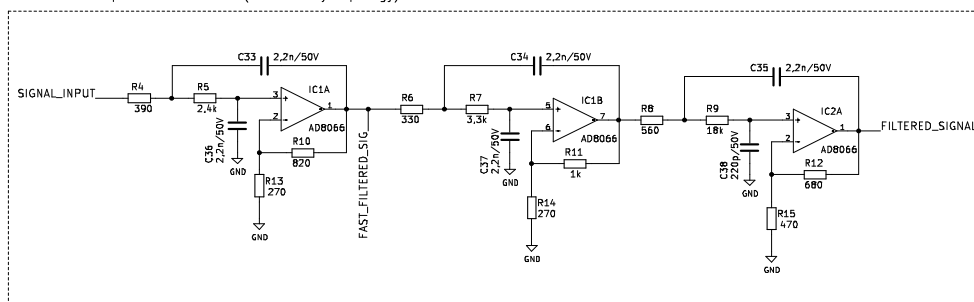 SIGNAL_INPUT
R4
390
R5
2,4k
C33
2,2n/50V
C36
2,2n/50V
GND
3
2
1
IC1A
AD8066
R10
820
R13
270
GND
FAST_FILTERED_SIG
R6
330
R7
3,3k
C34
2,2n/50V
C37
2,2n/50V
GND
5
6
7
IC1B
AD8066
R11
1k
R14
270
GND
R8
560
R9
18k
C35
2,2n/50V
C38
220p/50V
GND
3
2
1
IC2A
AD8066
R12
680
R15
470
GND
FILTERED_SIGNAL